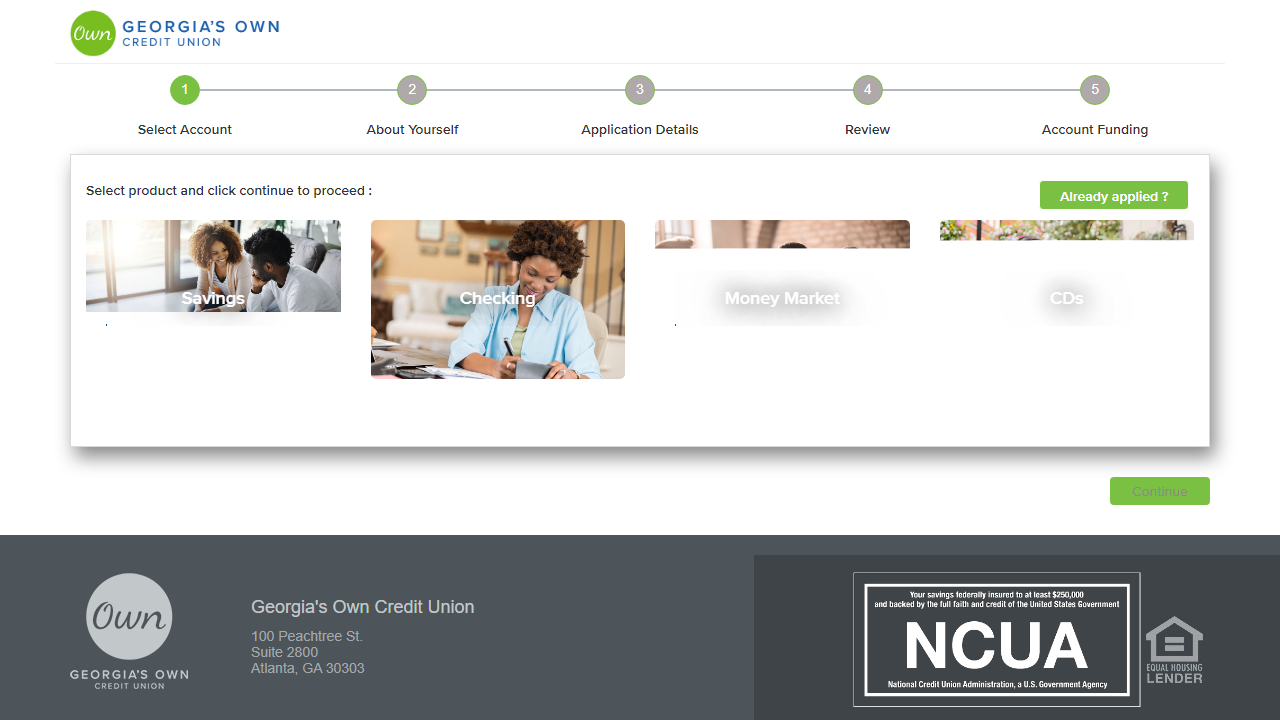 Own
GEORGIA'S OWN
CREDIT UNION
1
2
3
4
5
Select Account
About Yourself
Application Details
Review
Account Funding
Select product and click continue to proceed :
Already applied ?
Savings
Checking
Money Market
CDs
Continue
Own
GEORGIA'S OWN
CREDIT UNION
Georgia's Own Credit Union
100 Peachtree St.
Suite 2800
Atlanta, GA 30303
Your savings federally insured to at least $250,000
and backed by the full faith and credit of the United States Government
NCUA
National Credit Union Administration, a U.S. Government Agency
EQUAL HOUSING
LENDER